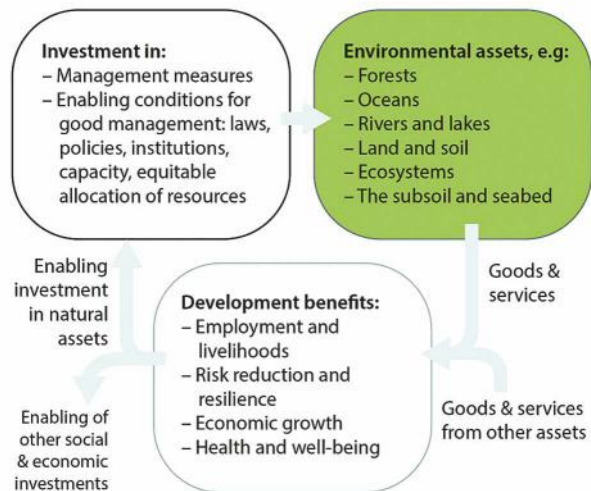 Investment in:
– Management measures
– Enabling conditions for
good management: laws,
policies, institutions,
capacity, equitable
allocation of resources
Environmental assets, e.g:
– Forests
– Oceans
– Rivers and lakes
– Land and soil
– Ecosystems
– The subsoil and seabed
Enabling
investment
in natural
assets
Goods &
services
Development benefits:
– Employment and
livelihoods
– Risk reduction and
resilience
– Economic growth
– Health and well-being
Enabling of
other social
& economic
investments
Goods & services
from other assets